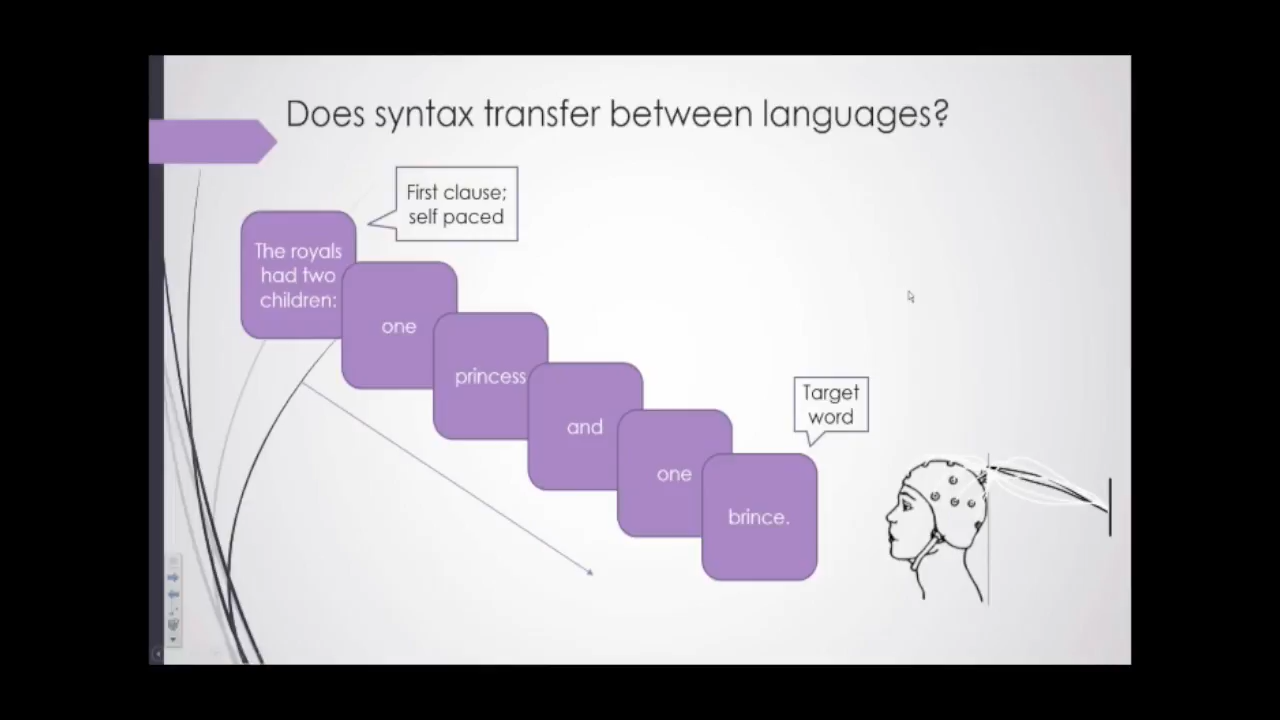 Does syntax transfer between languages?
First clause;
self paced
The royals
had two
children:
one
princess
and
one
Target
word
brince.